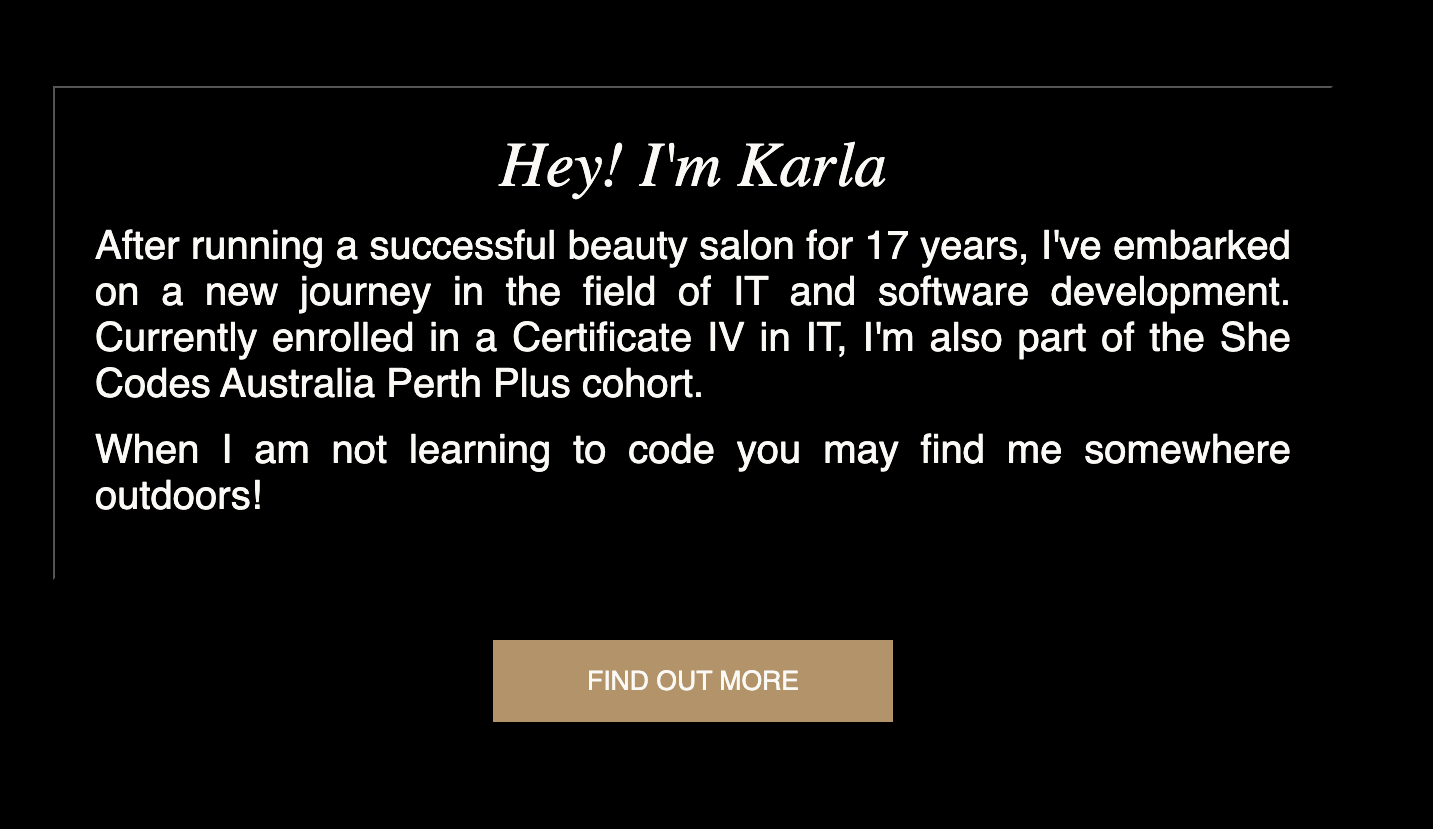 Hey! I'm Karla
After running a successful beauty salon for 17 years, I've embarked
on a new journey in the field of IT and software development.
Currently enrolled in a Certificate IV in IT, I'm also part of the She
Codes Australia Perth Plus cohort.
When I am not learning to code you may find me somewhere
outdoors!
FIND OUT MORE